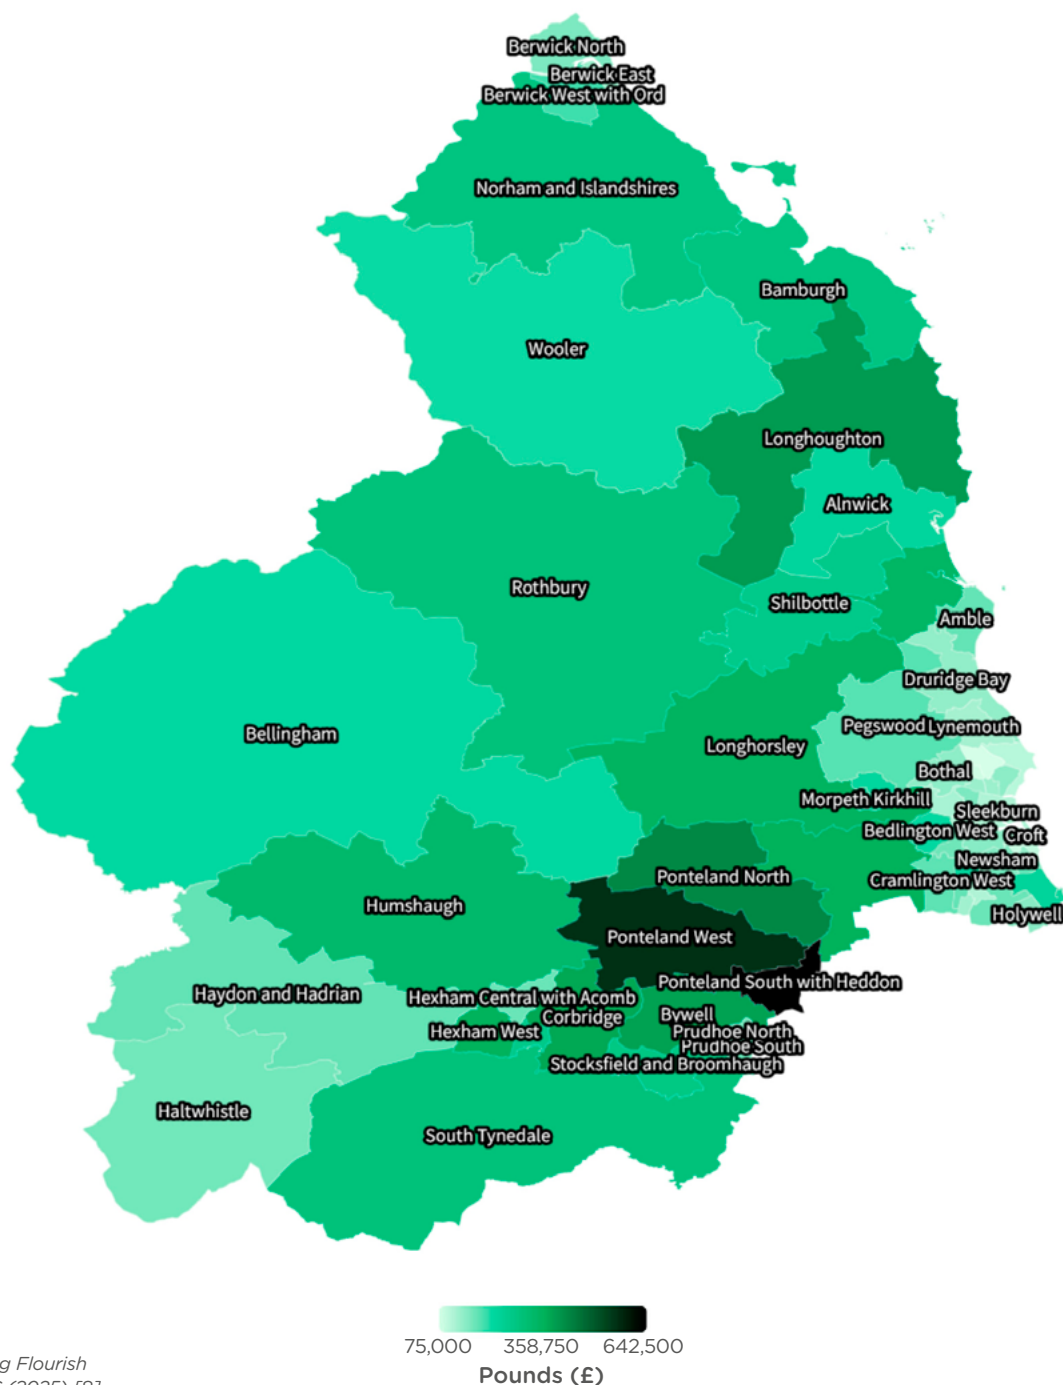 Berwick North
Berwick East
Berwick West with Ord
Norham and Islandshires
Bamburgh
Wooler
Longhoughton
Alnwick
Rothbury
Shilbottle
Amble
Druridge Bay
Pegswood Lynemouth
Bellingham
Longhorsley
Bothal
Morpeth Kirkhill
Sleekburn
Bedlington West Croft
Newsham
Ponteland North
Cramlington West
Humshaugh
Holywell
Ponteland West
Ponteland South with Heddon
Haydon and Hadrian
Hexham Central with Acomb
Bywell
Corbridge
Hexham West
Prudhoe North
Prudhoe South
Stocksfield and Broomhaugh
Haltwhistle
South Tynedale
75,000 358,750 642,500
Pounds (£)
g Flourish
(2025) [8]